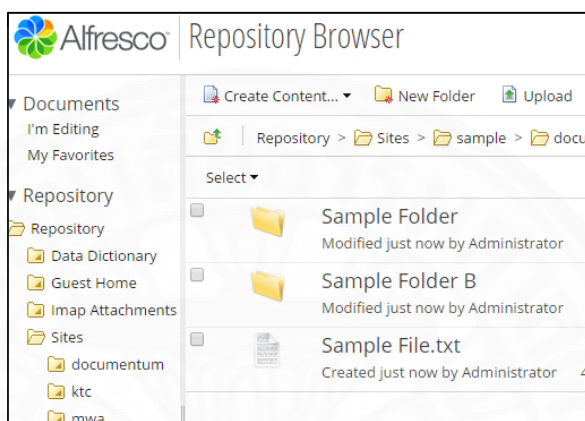 Alfresco
Repository Browser
Documents
I'm Editing
My Favorites
Repository
Repository
Data Dictionary
Guest Home
Imap Attachments
Sites
documentum
ktc
mwa
Create Content... New Folder Upload
Repository > Sites > sample >
Select
Sample Folder
Modified just now by Administrator
Sample Folder B
Modified just now by Administrator
Sample File.txt
Created just now by Administrator